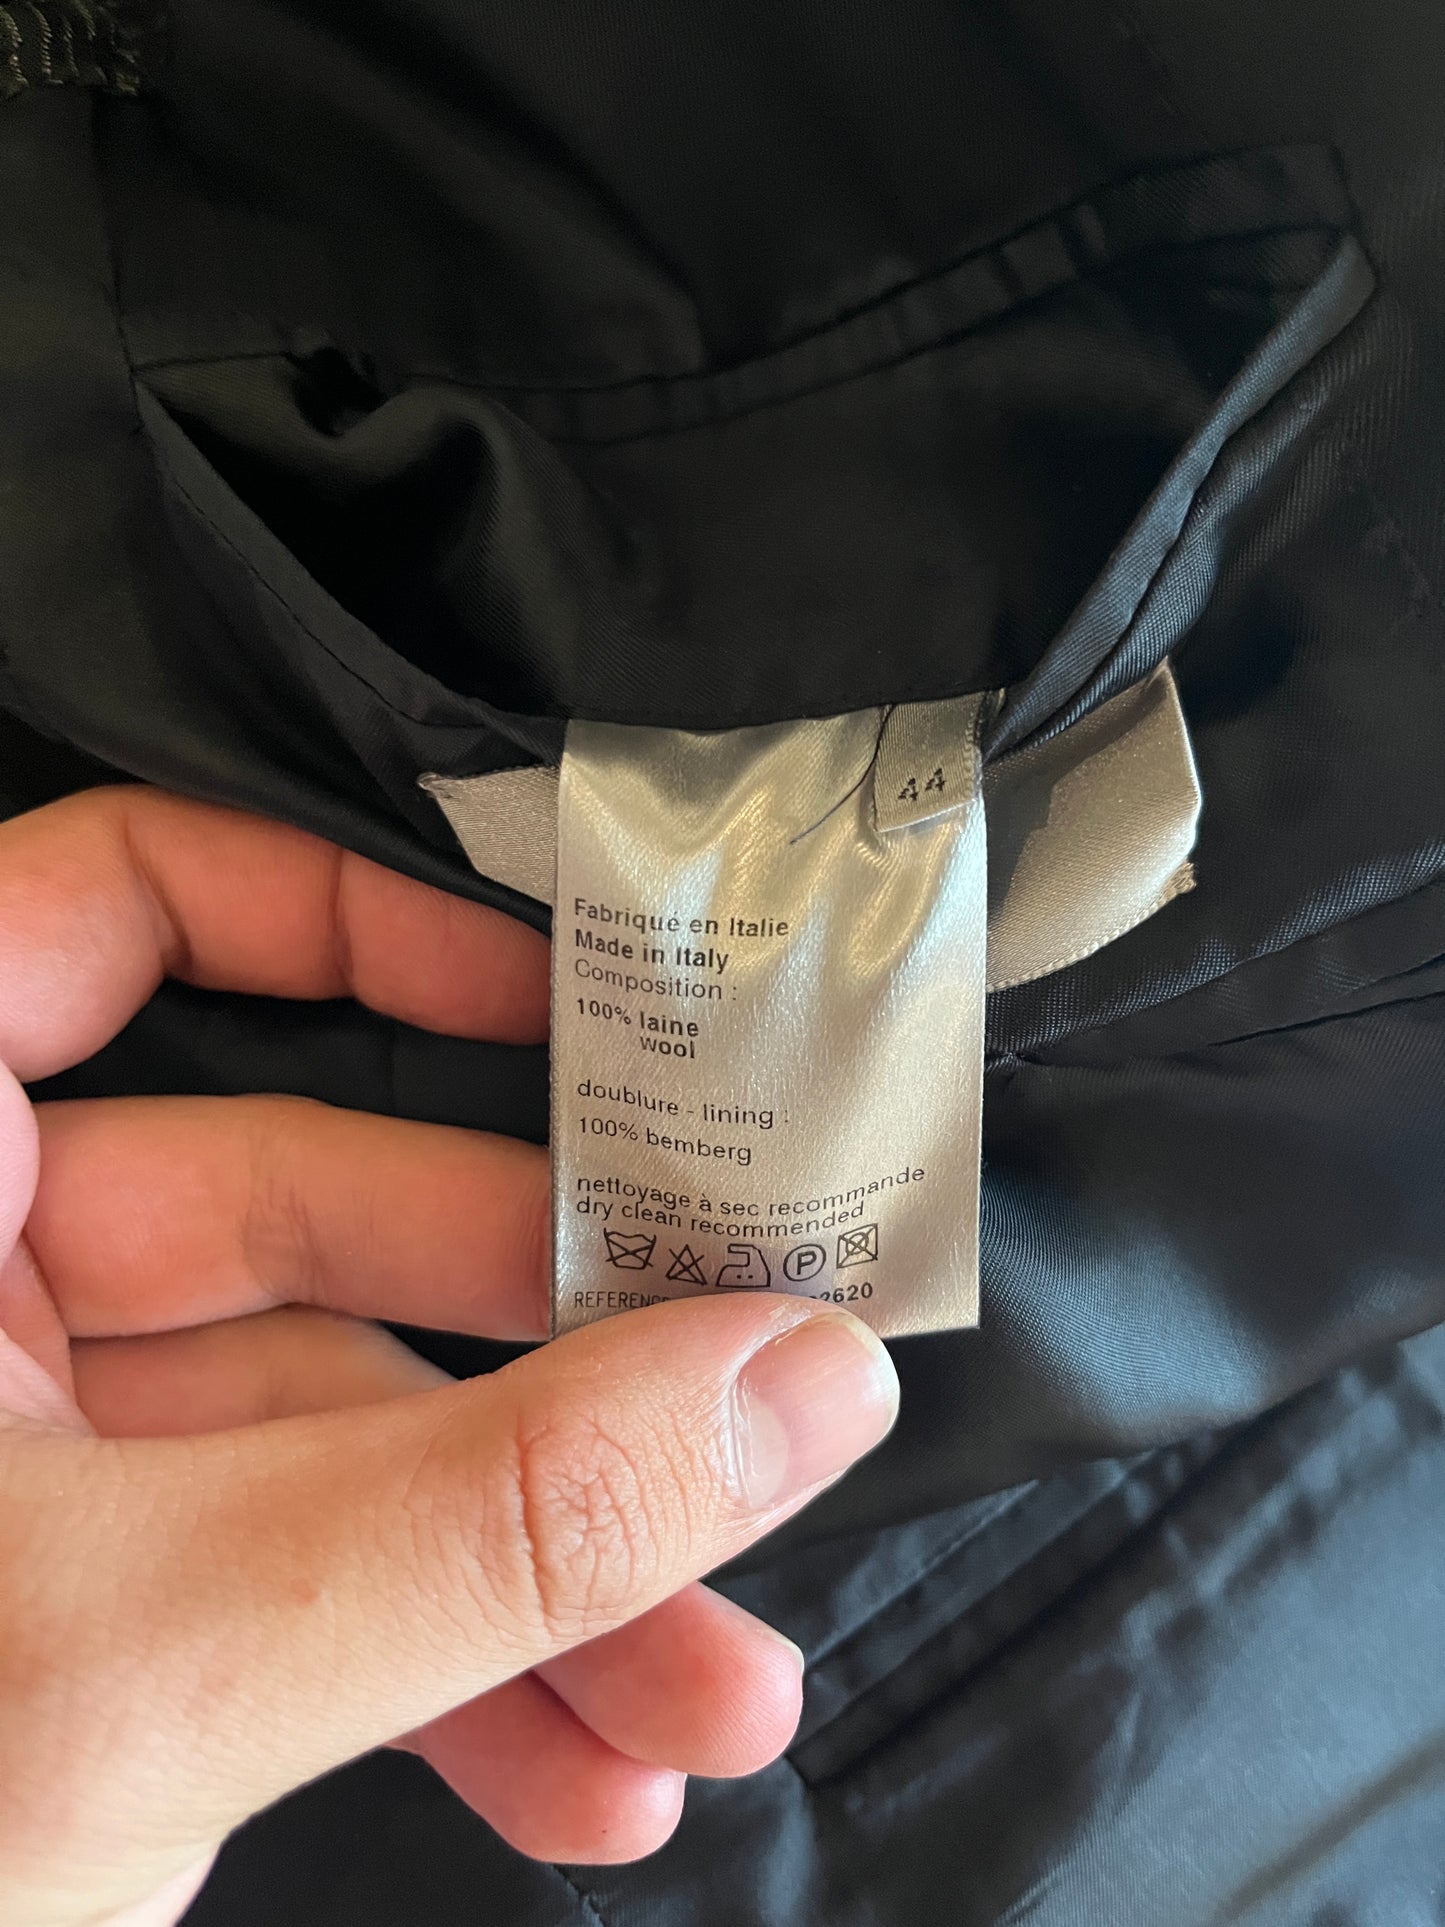 44
Fabriqué en Italie
Made in Italy
Composition :
100% laine
wool
doublure - lining :
100% bemberg
nettoyage à sec recommande
dry clean recommended
P
2620